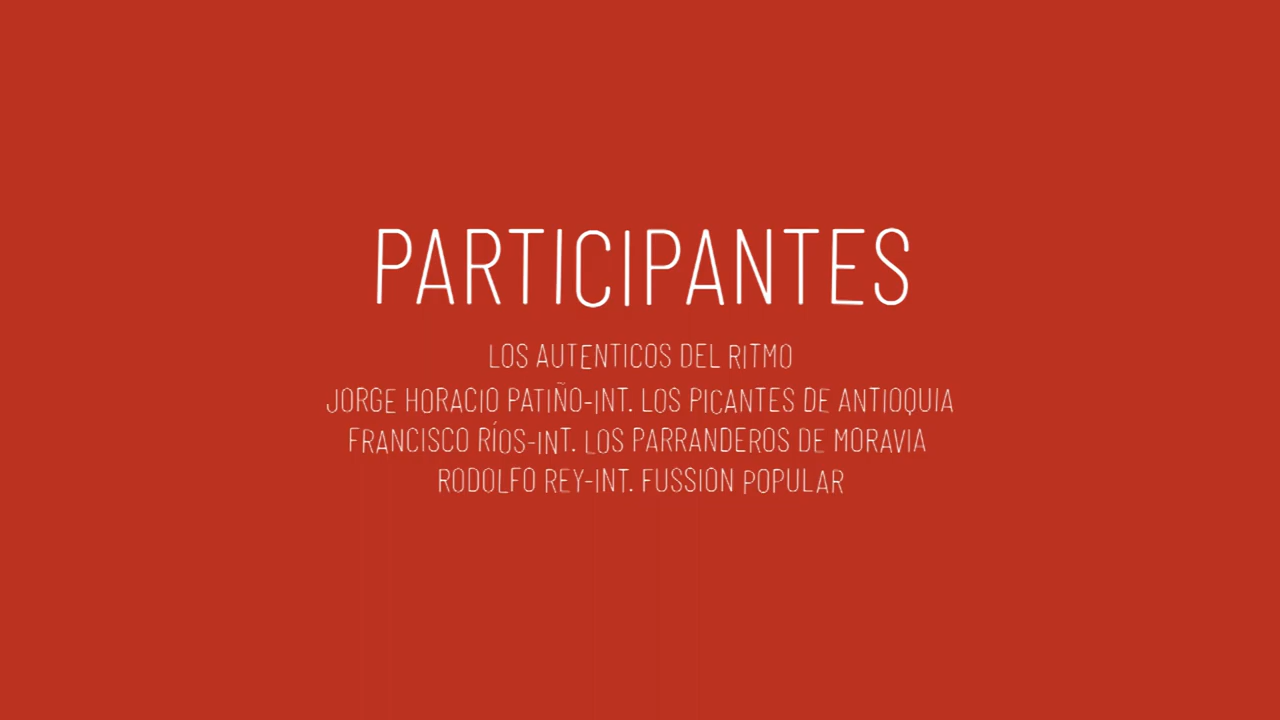 PARTICIPANTES
LOS AUTENTICOS DEL RITMO
JORGE HORACIO PATIÑO-INT. LOS PICANTES DE ANTIOQUIA
FRANCISCO RÍOS-INT. LOS PARRANDEROS DE MORAVIA
RODOLFO REY-INT. FUSSION POPULAR